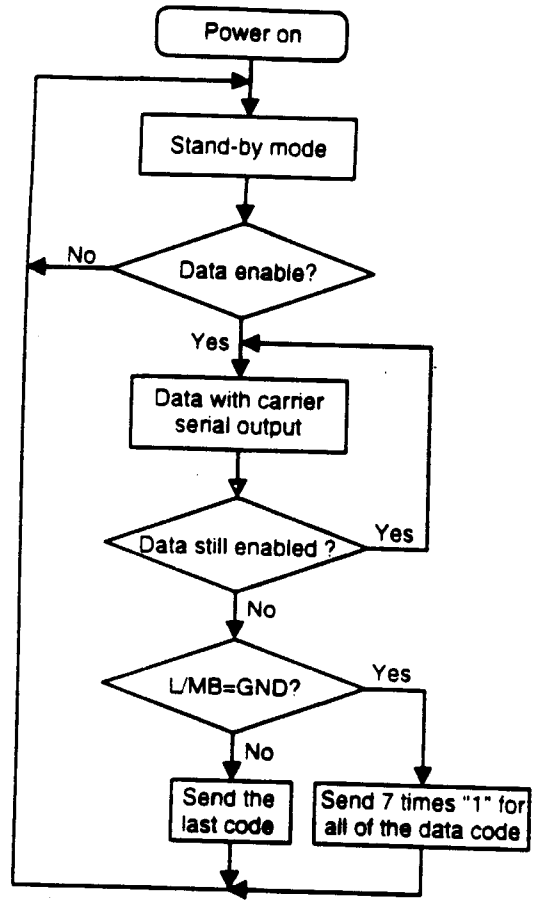 Power on
Stand-by mode
No
Data enable?
Yes
Data with carrier
serial output
Data still enabled ?
Yes
No
L/MB=GND?
Yes
No
Send the
last code
Send 7 times "1" for
all of the data code